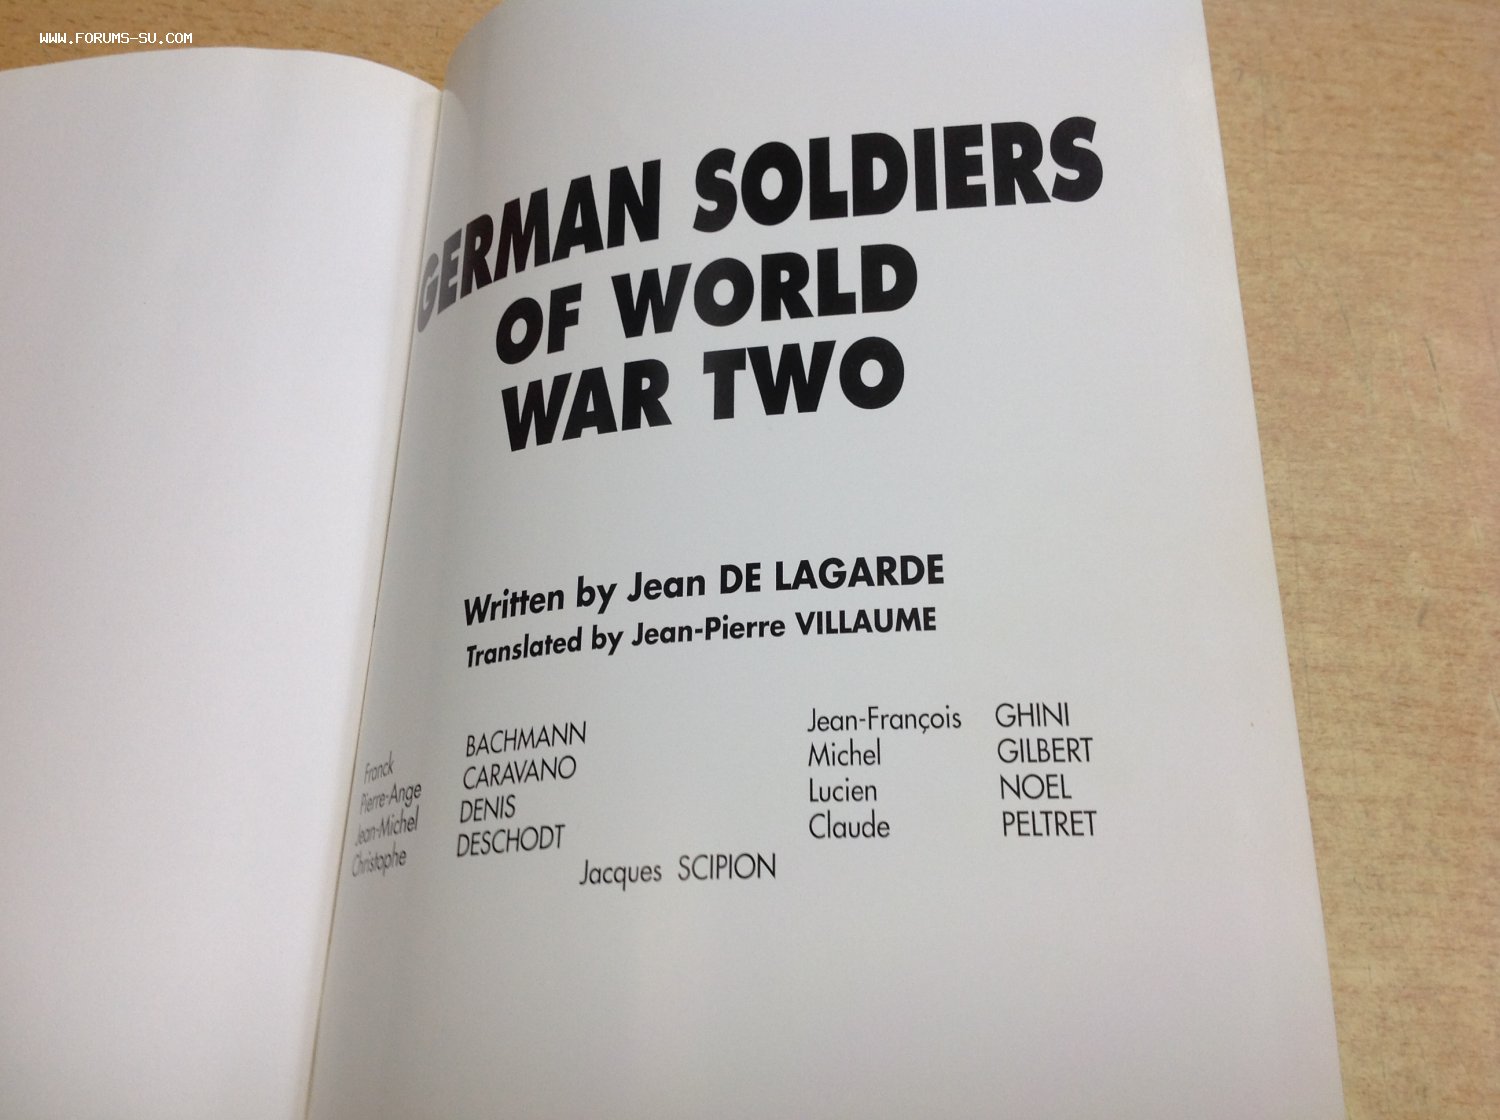 WWW.FORUMS-SU.COM
GERMAN SOLDIERS
OF WORLD
WAR TWO
Written by Jean DE LAGARDE
Translated by Jean-Pierre VILLAUME
Franck BACHMANN
Pierre-Ange CARAVANO
Jean-Michel DENIS
Christophe DESCHODT
Jean-François GHINI
Michel GILBERT
Lucien NOEL
Claude PELTRET
Jacques SCIPION